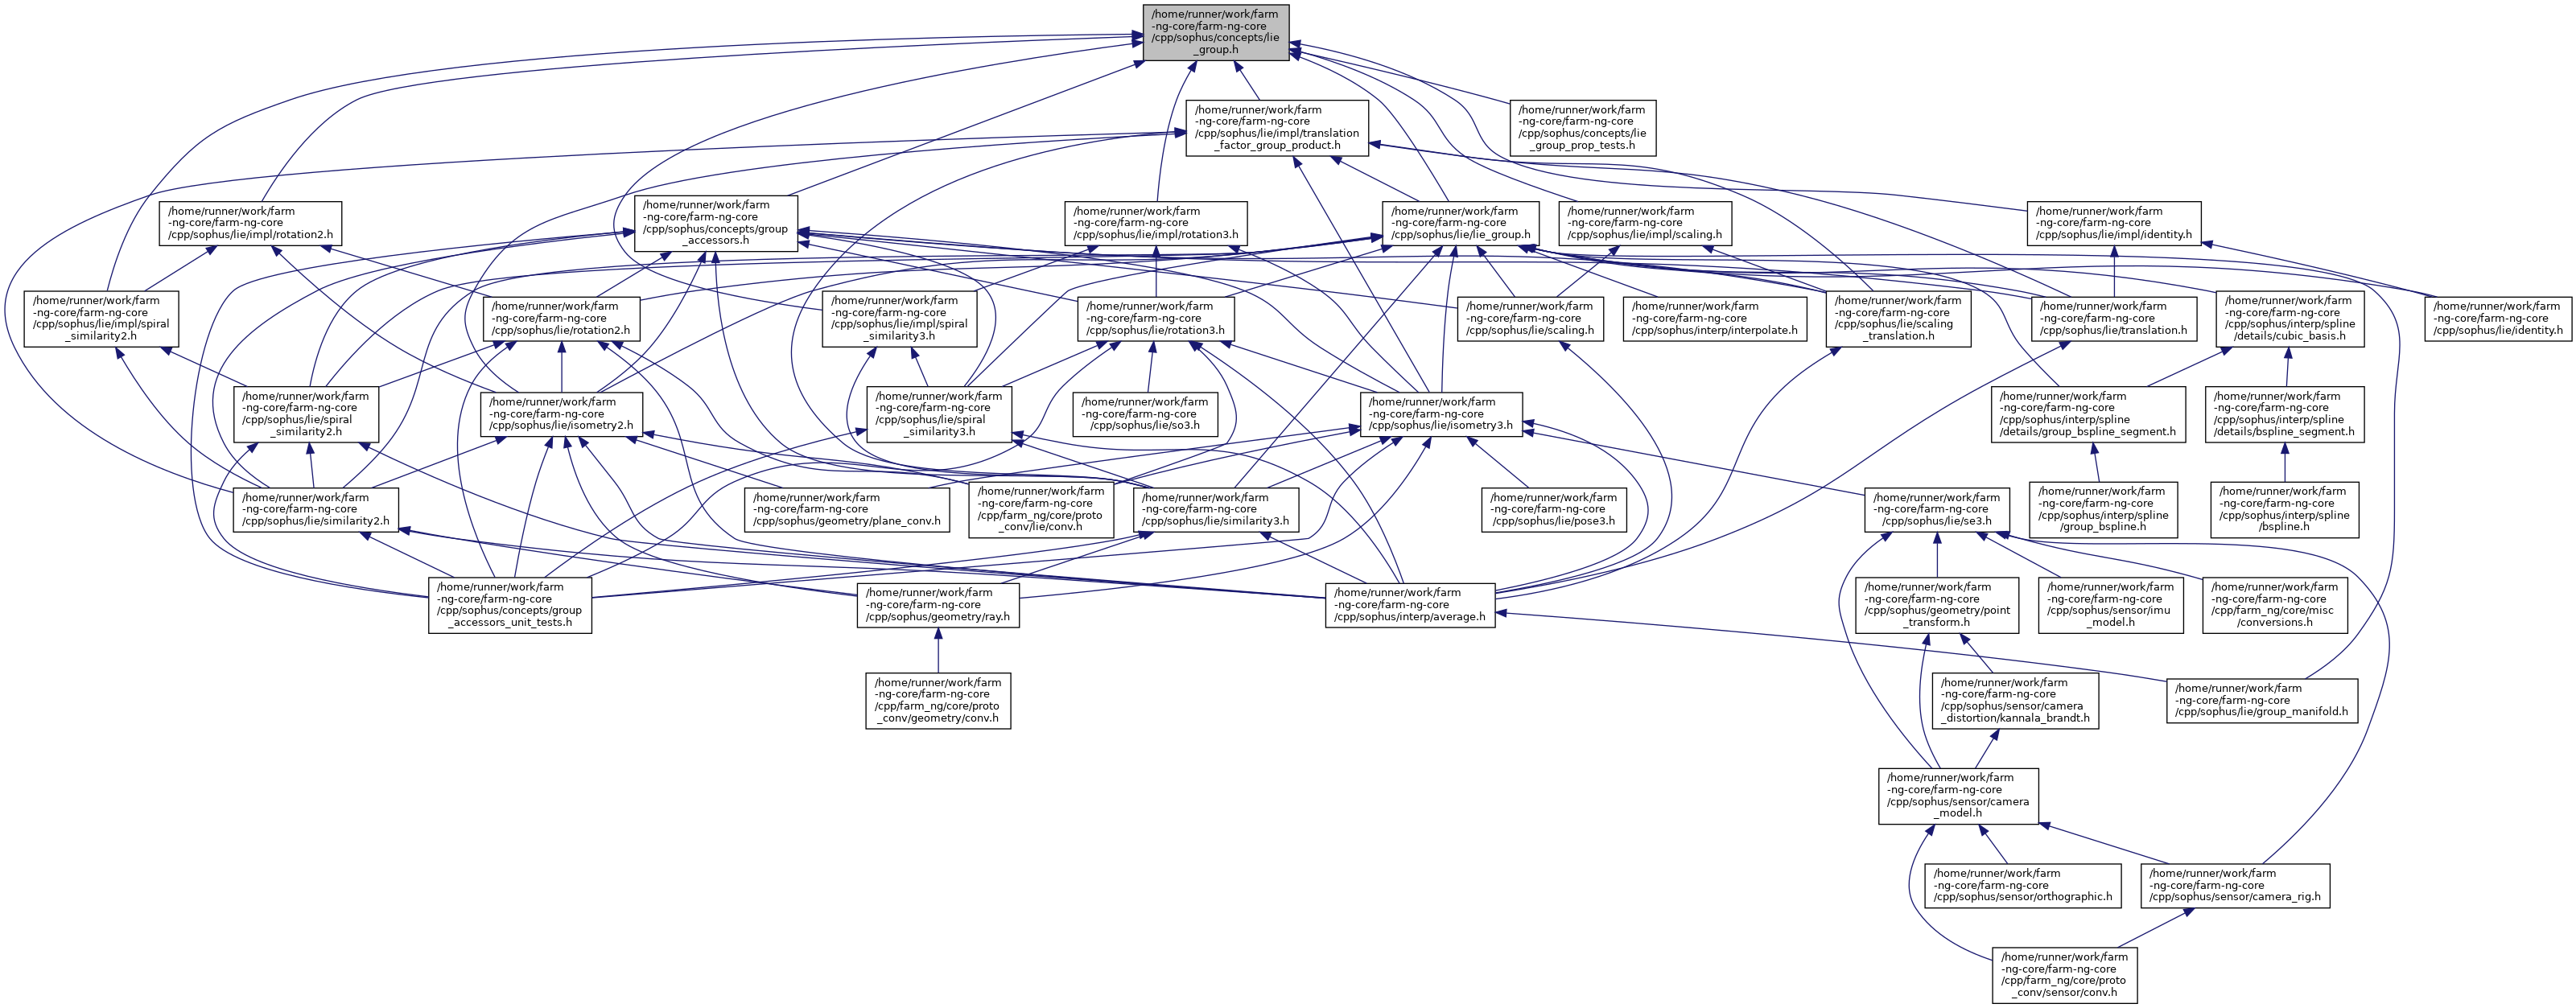 /home/runner/work/farm
-ng-core/farm-ng-core
/cpp/sophus/concepts/lie
_group.h
/home/runner/work/farm
-ng-core/farm-ng-core
/cpp/sophus/lie/impl/translation
_factor_group_product.h
/home/runner/work/farm
-ng-core/farm-ng-core
/cpp/sophus/concepts/lie
_group_prop_tests.h
/home/runner/work/farm
-ng-core/farm-ng-core
/cpp/sophus/lie/impl/rotation2.h
/home/runner/work/farm
-ng-core/farm-ng-core
/cpp/sophus/concepts/group
_accessors.h
/home/runner/work/farm
-ng-core/farm-ng-core
/cpp/sophus/lie/impl/rotation3.h
/home/runner/work/farm
-ng-core/farm-ng-core
/cpp/sophus/lie/lie_group.h
/home/runner/work/farm
-ng-core/farm-ng-core
/cpp/sophus/lie/impl/scaling.h
/home/runner/work/farm
-ng-core/farm-ng-core
/cpp/sophus/lie/impl/identity.h
/home/runner/work/farm
-ng-core/farm-ng-core
/cpp/sophus/lie/impl/spiral
_similarity2.h
/home/runner/work/farm
-ng-core/farm-ng-core
/cpp/sophus/lie/rotation2.h
/home/runner/work/farm
-ng-core/farm-ng-core
/cpp/sophus/lie/impl/spiral
_similarity3.h
/home/runner/work/farm
-ng-core/farm-ng-core
/cpp/sophus/lie/rotation3.h
/home/runner/work/farm
-ng-core/farm-ng-core
/cpp/sophus/lie/scaling.h
/home/runner/work/farm
-ng-core/farm-ng-core
/cpp/sophus/interp/interpolate.h
/home/runner/work/farm
-ng-core/farm-ng-core
/cpp/sophus/lie/scaling
_translation.h
/home/runner/work/farm
-ng-core/farm-ng-core
/cpp/sophus/lie/translation.h
/home/runner/work/farm
-ng-core/farm-ng-core
/cpp/sophus/interp/spline
/details/cubic_basis.h
/home/runner/work/farm
-ng-core/farm-ng-core
/cpp/sophus/lie/identity.h
/home/runner/work/farm
-ng-core/farm-ng-core
/cpp/sophus/lie/spiral
_similarity2.h
/home/runner/work/farm
-ng-core/farm-ng-core
/cpp/sophus/lie/isometry2.h
/home/runner/work/farm
-ng-core/farm-ng-core
/cpp/sophus/lie/spiral
_similarity3.h
/home/runner/work/farm
-ng-core/farm-ng-core
/cpp/sophus/lie/so3.h
/home/runner/work/farm
-ng-core/farm-ng-core
/cpp/sophus/lie/isometry3.h
/home/runner/work/farm
-ng-core/farm-ng-core
/cpp/sophus/interp/spline
/details/group_bspline_segment.h
/home/runner/work/farm
-ng-core/farm-ng-core
/cpp/sophus/interp/spline
/details/bspline_segment.h
/home/runner/work/farm
-ng-core/farm-ng-core
/cpp/sophus/lie/similarity2.h
/home/runner/work/farm
-ng-core/farm-ng-core
/cpp/sophus/geometry/plane_conv.h
/home/runner/work/farm
-ng-core/farm-ng-core
/cpp/farm_ng/core/proto
_conv/lie/conv.h
/home/runner/work/farm
-ng-core/farm-ng-core
/cpp/sophus/lie/similarity3.h
/home/runner/work/farm
-ng-core/farm-ng-core
/cpp/sophus/lie/pose3.h
/home/runner/work/farm
-ng-core/farm-ng-core
/cpp/sophus/lie/se3.h
/home/runner/work/farm
-ng-core/farm-ng-core
/cpp/sophus/interp/spline
/group_bspline.h
/home/runner/work/farm
-ng-core/farm-ng-core
/cpp/sophus/interp/spline
/bspline.h
/home/runner/work/farm
-ng-core/farm-ng-core
/cpp/sophus/concepts/group
_accessors_unit_tests.h
/home/runner/work/farm
-ng-core/farm-ng-core
/cpp/sophus/geometry/ray.h
/home/runner/work/farm
-ng-core/farm-ng-core
/cpp/sophus/interp/average.h
/home/runner/work/farm
-ng-core/farm-ng-core
/cpp/sophus/geometry/point
_transform.h
/home/runner/work/farm
-ng-core/farm-ng-core
/cpp/sophus/sensor/imu
_model.h
/home/runner/work/farm
-ng-core/farm-ng-core
/cpp/farm_ng/core/misc
/conversions.h
/home/runner/work/farm
-ng-core/farm-ng-core
/cpp/farm_ng/core/proto
_conv/geometry/conv.h
/home/runner/work/farm
-ng-core/farm-ng-core
/cpp/sophus/sensor/camera
_distortion/kannala_brandt.h
/home/runner/work/farm
-ng-core/farm-ng-core
/cpp/sophus/lie/group_manifold.h
/home/runner/work/farm
-ng-core/farm-ng-core
/cpp/sophus/sensor/camera
_model.h
/home/runner/work/farm
-ng-core/farm-ng-core
/cpp/sophus/sensor/orthographic.h
/home/runner/work/farm
-ng-core/farm-ng-core
/cpp/sophus/sensor/camera_rig.h
/home/runner/work/farm
-ng-core/farm-ng-core
/cpp/farm_ng/core/proto
_conv/sensor/conv.h